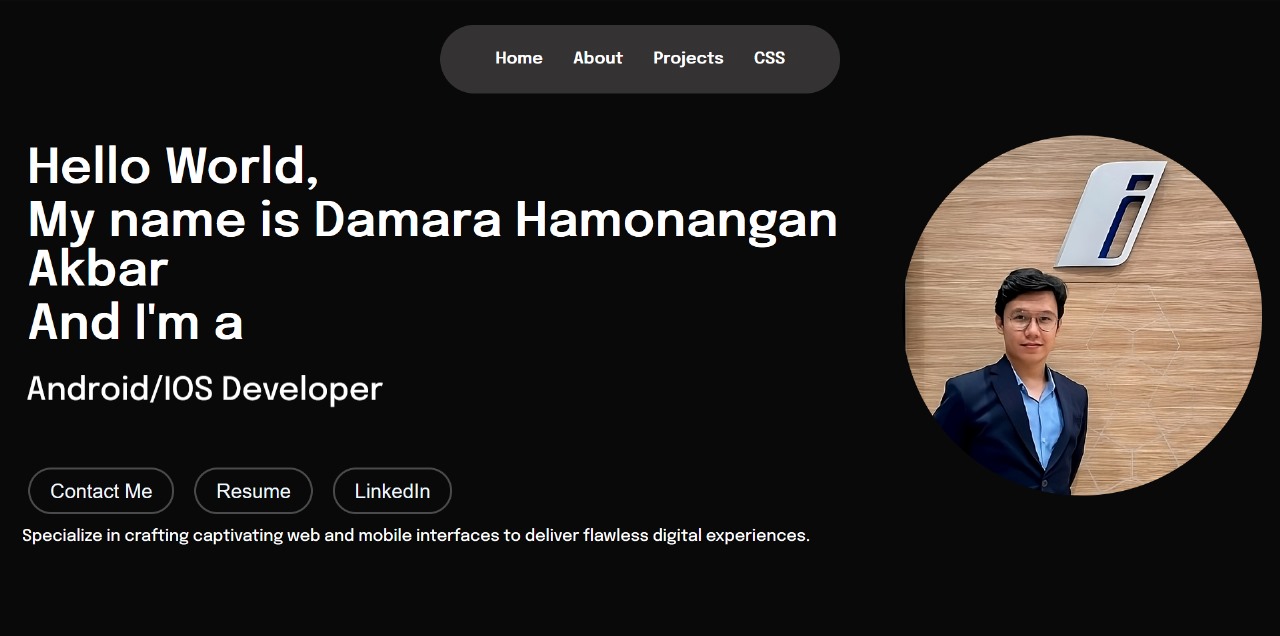 Home About Projects CSS
Hello World,
My name is Damara Hamonangan
Akbar
And I'm a
Android/IOS Developer
Contact Me Resume LinkedIn
Specialize in crafting captivating web and mobile interfaces to deliver flawless digital experiences.